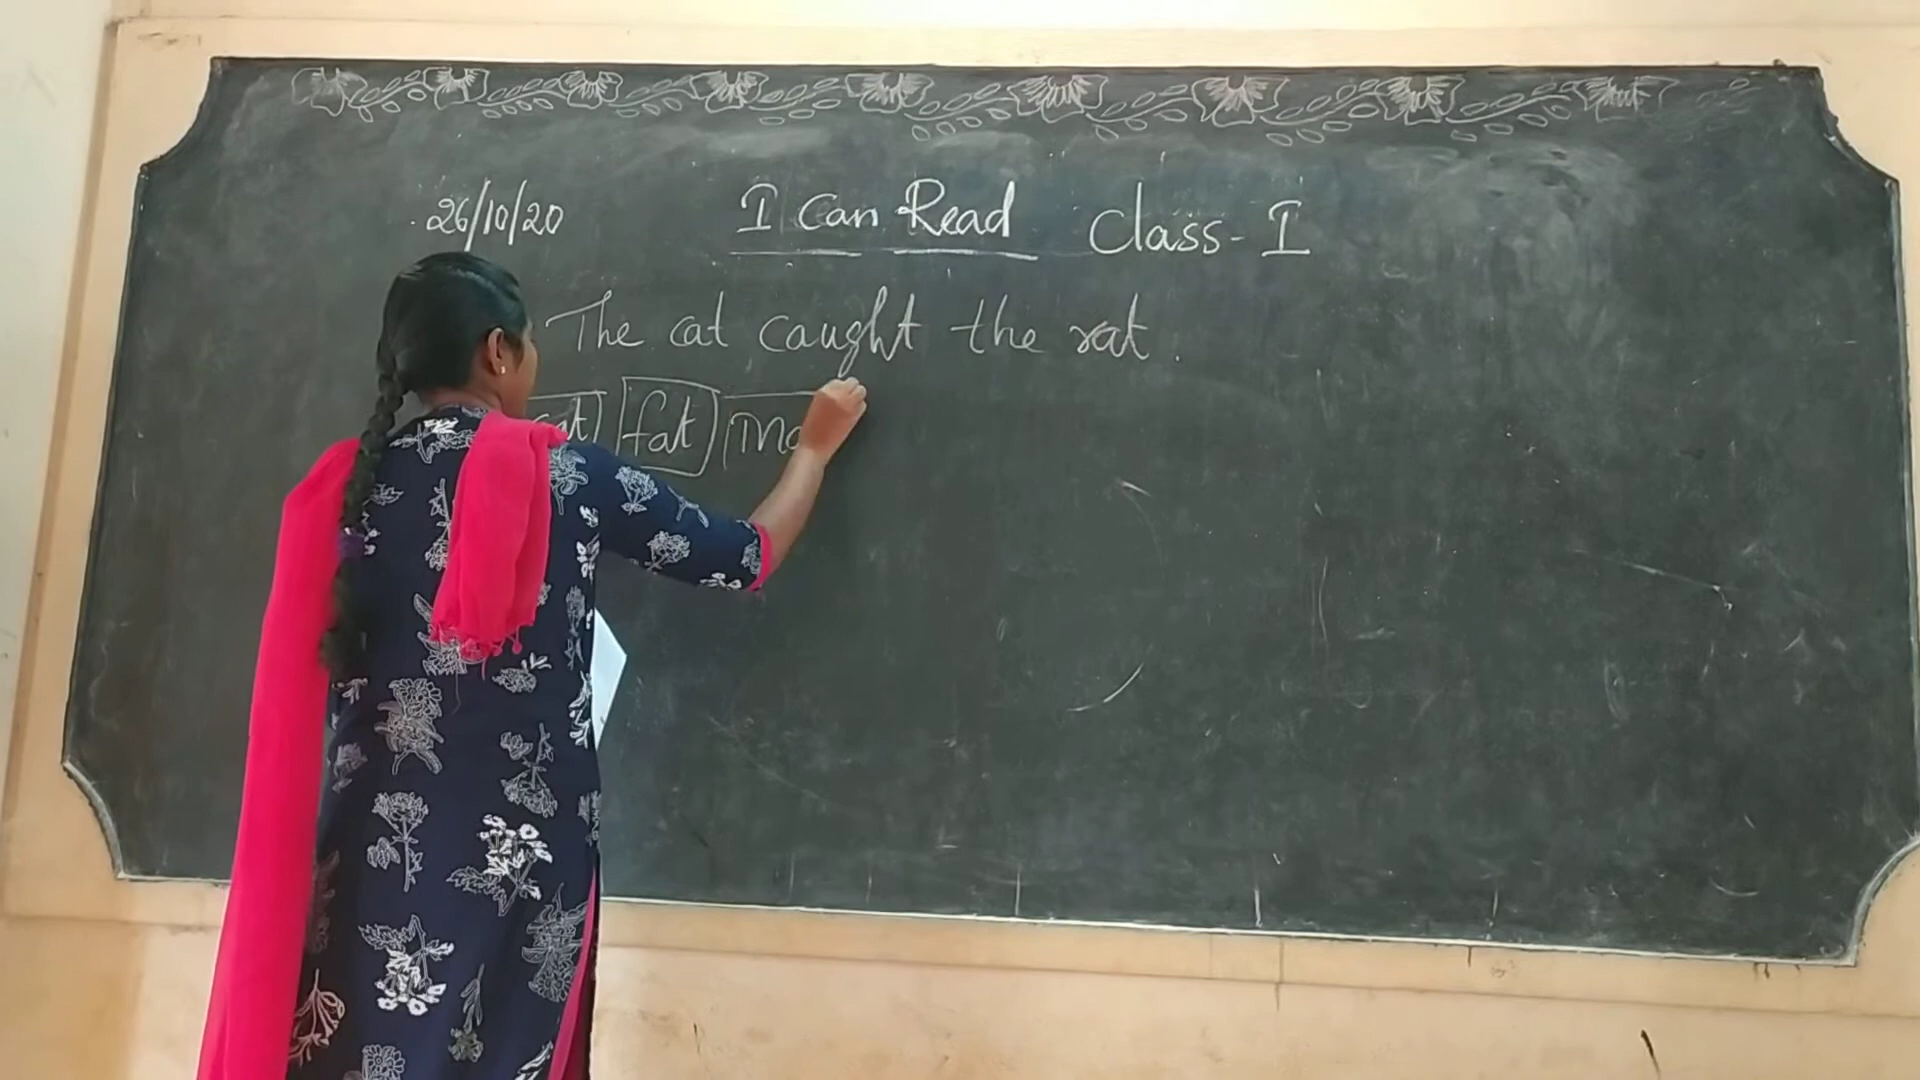 26/10/20 I Can Read Class-I
The cat caught the rat.
fat